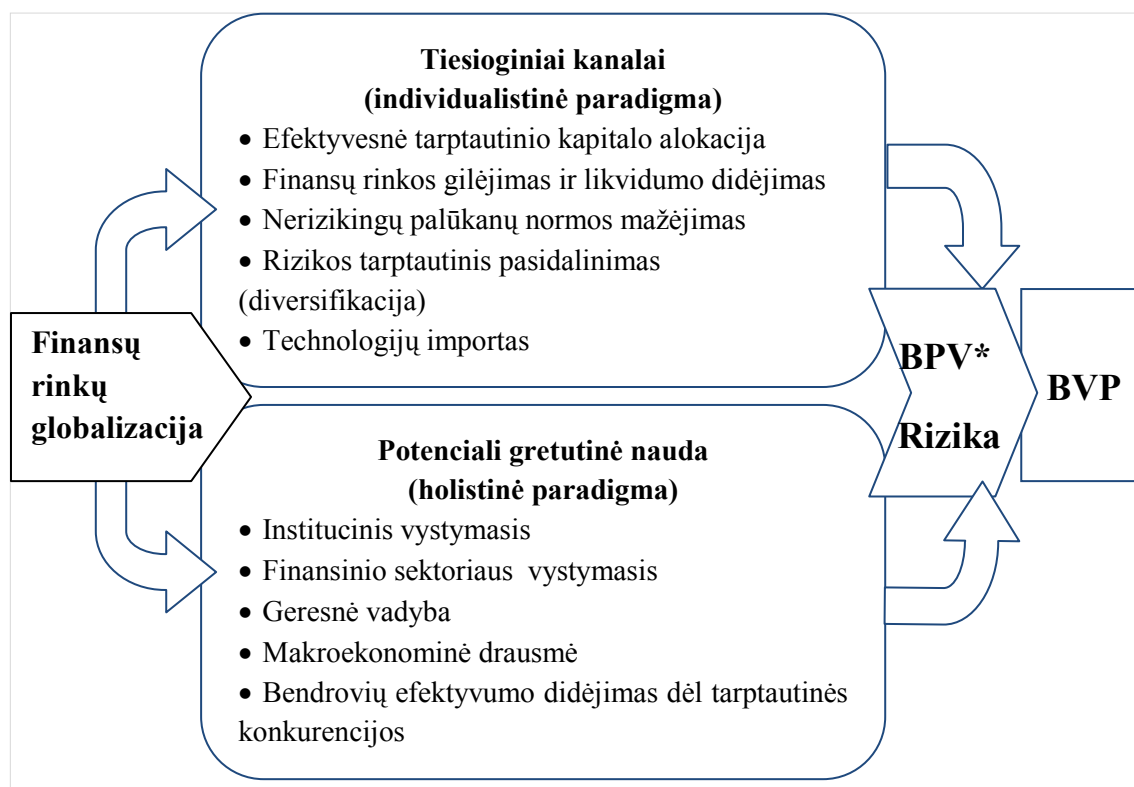 Tiesioginiai kanalai
(individualistinė paradigma)
• Efektyvesnė tarptautinio kapitalo alokacija
• Finansų rinkos gilėjimas ir likvidumo didėjimas
• Nerizikingų palūkanų normos mažėjimas
• Rizikos tarptautinis pasidalinimas
(diversifikacija)
• Technologijų importas
Finansų
rinkų
globalizacija
BPV*
Rizika
BVP
Potenciali gretutinė nauda
(holistinė paradigma)
• Institucinis vystymasis
• Finansinio sektoriaus vystymasis
• Geresnė vadyba
• Makroekonominė drausmė
• Bendrovių efektyvumo didėjimas dėl tarptautinės
konkurencijos